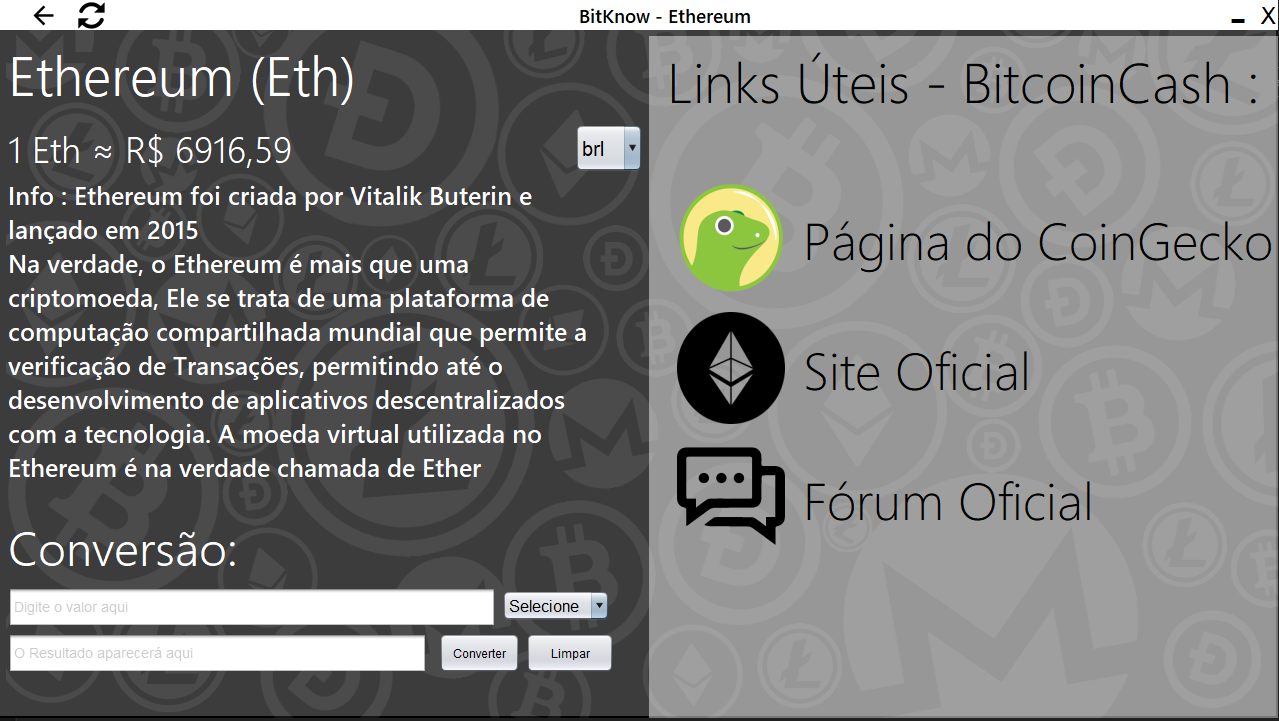 BitKnow - Ethereum
X
Ethereum (Eth)
1 Eth ≈ R$ 6916,59
brl
Info : Ethereum foi criada por Vitalik Buterin e
lançado em 2015
Na verdade, o Ethereum é mais que uma
criptomoeda, Ele se trata de uma plataforma de
computação compartilhada mundial que permite a
verificação de Transações, permitindo até o
desenvolvimento de aplicativos descentralizados
com a tecnologia. A moeda virtual utilizada no
Ethereum é na verdade chamada de Ether
Conversão:
Digite o valor aqui
Selecione
O Resultado aparecerá aqui
Converter
Limpar
Links Úteis - BitcoinCash :
Página do CoinGecko
Site Oficial
Fórum Oficial